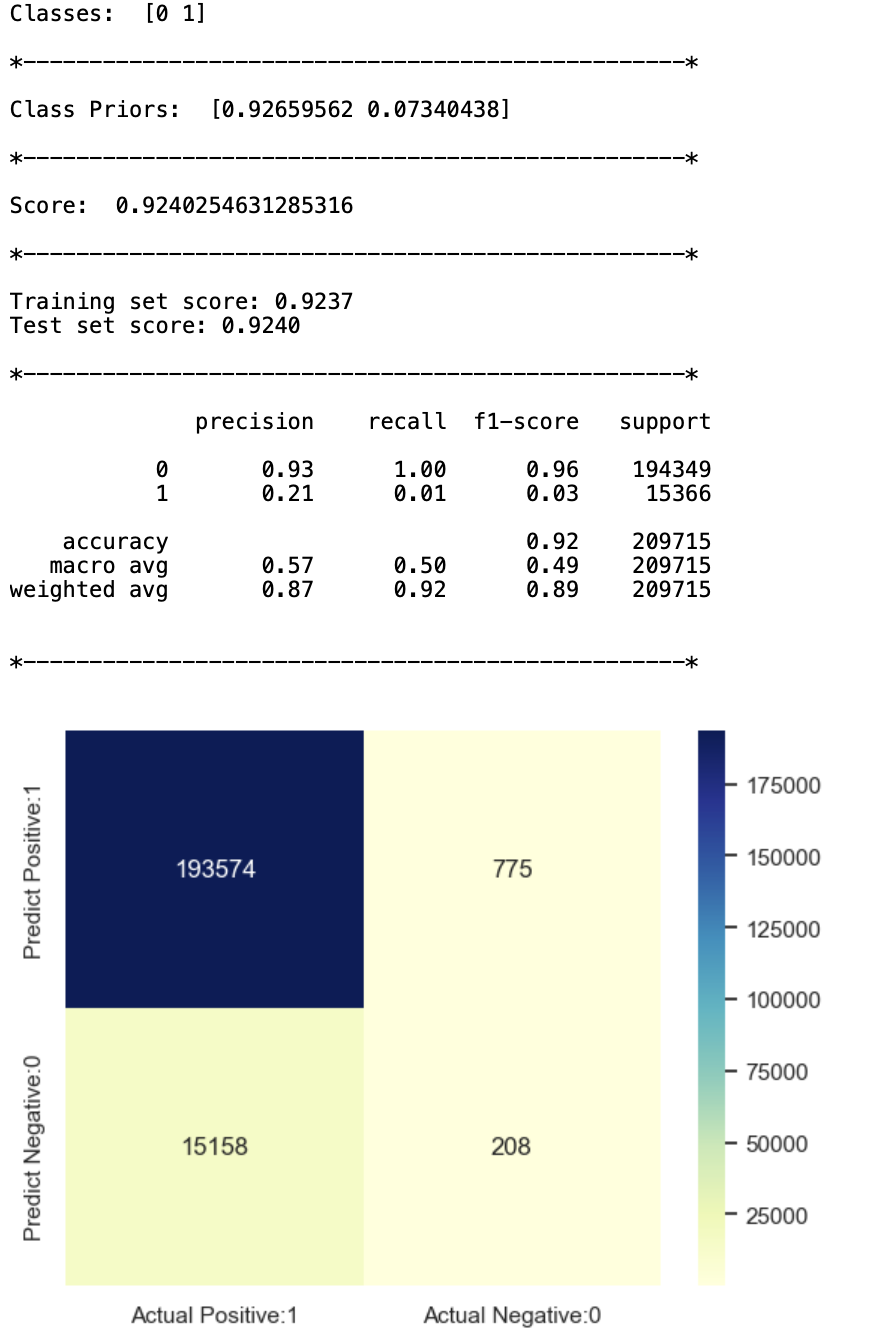 Classes:  [0 1]
*---------------------------------------------------*
Class Priors:  [0.92659562 0.07340438]
*---------------------------------------------------*
Score:  0.9240254631285316
*---------------------------------------------------*
Training set score: 0.9237
Test set score: 0.9240
*---------------------------------------------------*
precision    recall  f1-score   support
0       0.93      1.00      0.96    194349
1       0.21      0.01      0.03     15366
accuracy                           0.92    209715
macro avg       0.57      0.50      0.49    209715
weighted avg       0.87      0.92      0.89    209715
*---------------------------------------------------*
Predict Positive:1
193574 775
Predict Negative:0
15158 208
Actual Positive:1 Actual Negative:0
175000
150000
125000
100000
75000
50000
25000